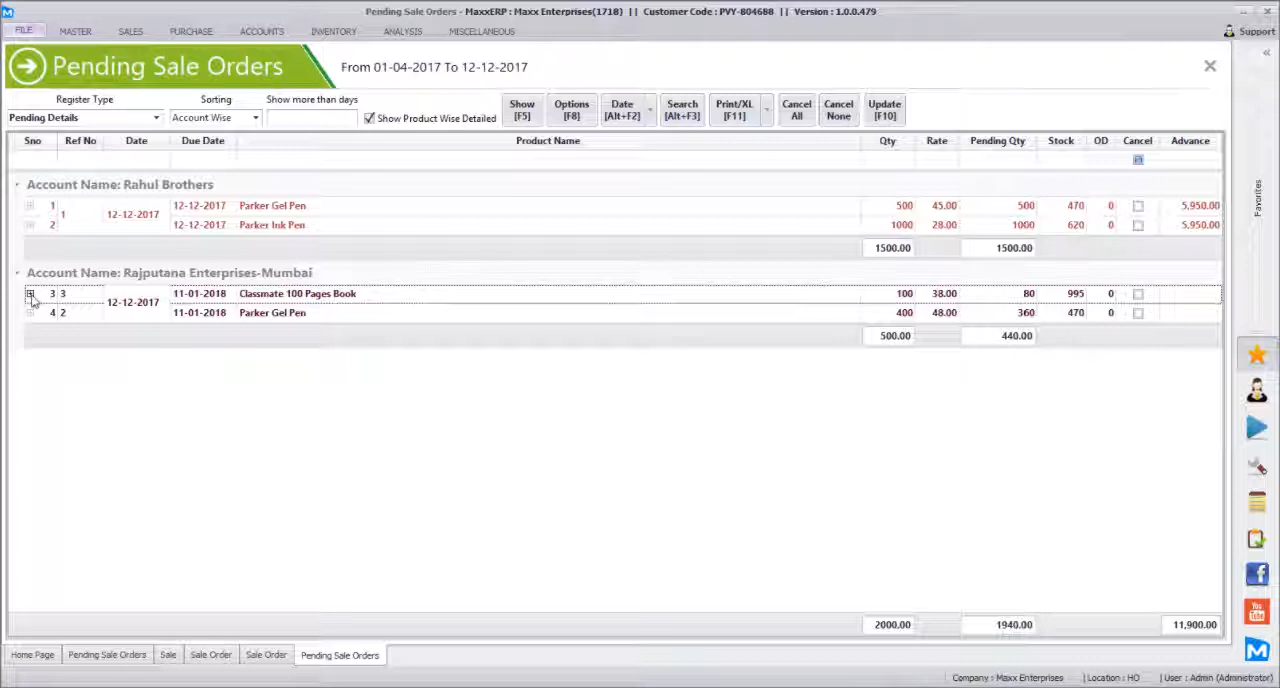 Pending Sale Orders - MaxxERP : Maxx Enterprises(1718) || Customer Code : PVY-804688 || Version : 1.0.0.479
FILE MASTER SALES PURCHASE ACCOUNTS INVENTORY ANALYSIS MISCELLANEOUS Support
Pending Sale Orders From 01-04-2017 To 12-12-2017
Register Type Sorting Show more than days
Pending Details Account Wise Show Product Wise Detailed
Show [F5] Options [F8] Date [Alt+F2] Search [Alt+F3] Print/XL [F11] Cancel All Cancel None Update [F10]
Sno Ref No Date Due Date Product Name Qty Rate Pending Qty Stock OD Cancel Advance
Account Name: Rahul Brothers
1 1 12-12-2017 12-12-2017 Parker Gel Pen 500 45.00 500 470 0 5,950.00
2 12-12-2017 Parker Ink Pen 1000 28.00 1000 620 0 5,950.00
1500.00 1500.00
Account Name: Rajputana Enterprises-Mumbai
3 3 12-12-2017 11-01-2018 Classmate 100 Pages Book 100 38.00 80 995 0
4 2 11-01-2018 Parker Gel Pen 400 48.00 360 470 0
500.00 440.00
2000.00 1940.00 11,900.00
Favorites
You Tube
Home Page Pending Sale Orders Sale Sale Order Sale Order Pending Sale Orders
Company : Maxx Enterprises | Location : HO | User : Admin (Administrator)